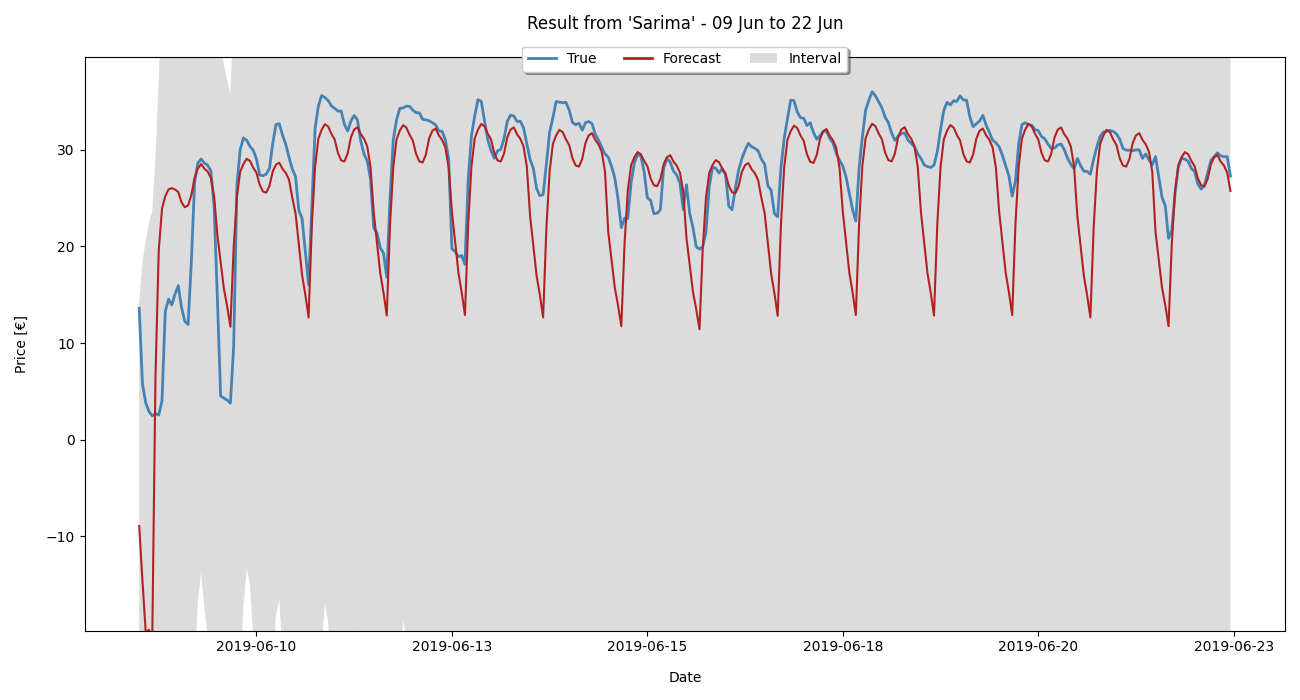 Result from 'Sarima' - 09 Jun to 22 Jun
True Forecast Interval
30
20
10
0
−10
Price [€]
2019-06-10 2019-06-13 2019-06-15 2019-06-18 2019-06-20 2019-06-23
Date